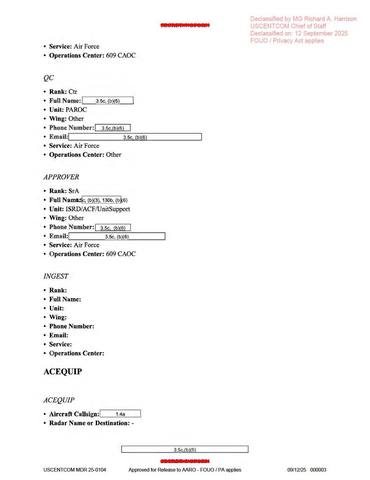 Declassified by MG Richard A. Harrison
USCENTCOM Chief of Staff
Declassified on: 12 September 2025
FOUO / Privacy Act applies
• Service: Air Force
• Operations Center: 609 CAOC
QC
• Rank: Ctr
• Full Name: 3.5c, (b)(6)
• Unit: PAROC
• Wing: Other
• Phone Number: 3.5c,(b)(6)
• Email: 3.5c, (b)(6)
• Service: Air Force
• Operations Center: Other
APPROVER
• Rank: SrA
• Full Name: (b)(3), 130b, (b)(6)
• Unit: ISRD/ACF/UnitSupport
• Wing: Other
• Phone Number: 3.5c, (b)(6)
• Email: 3.5c, (b)(6)
• Service: Air Force
• Operations Center: 609 CAOC
INGEST
• Rank:
• Full Name:
• Unit:
• Wing:
• Phone Number:
• Email:
• Service:
• Operations Center:
ACEQUIP
ACEQUIP
• Aircraft Callsign: 1.4a
• Radar Name or Destination: -
3.5c,(b)(6)
USCENTCOM MDR 25-0104 Approved for Release to AARO - FOUO / PA applies 09/12/25 000003